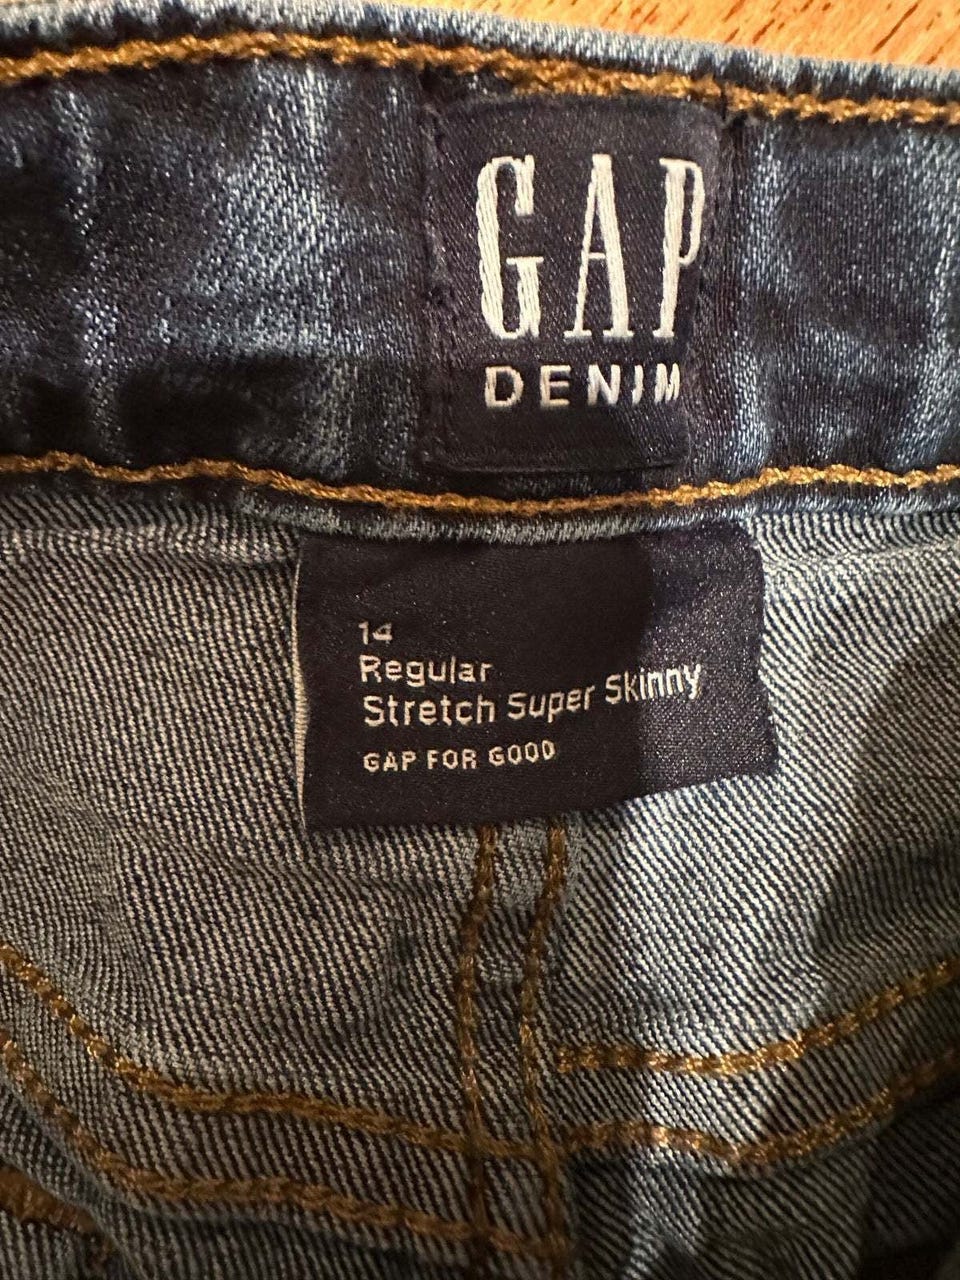 GAP
DENIM
14
Regular
Stretch Super Skinny
GAP FOR GOOD